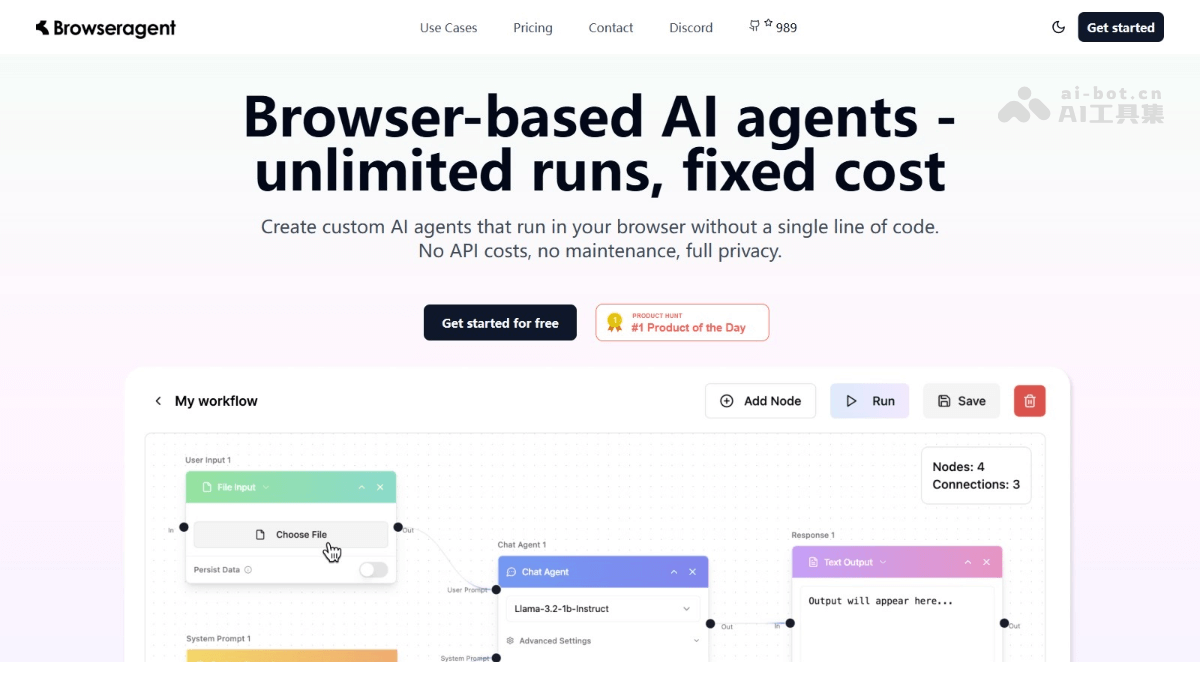 Browseragent
Use Cases
Pricing
Contact
Discord
989
Get started
ai-bot.cn
AI工具集
Browser-based AI agents -
unlimited runs, fixed cost
Create custom AI agents that run in your browser without a single line of code.
No API costs, no maintenance, full privacy.
Get started for free
1
PRODUCT HUNT
#1 Product of the Day
My workflow
Add Node
Run
Save
Nodes: 4
Connections: 3
User Input 1
File Input
In
Choose File
Out
Persist Data
Chat Agent 1
Chat Agent
User Prompt
Llama-3.2-1b-Instruct
Out
Advanced Settings
System Prompt
Response 1
Text Output
Output will appear here...
In
Out
System Prompt 1